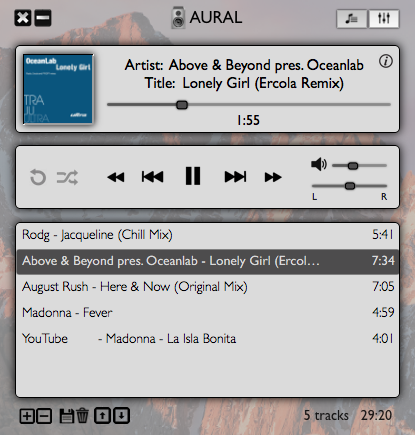 AURAL
OceanLab
Lonely Girl
TRA
JU
ULTRA
Artist: Above & Beyond pres. Oceanlab
Title: Lonely Girl (Ercola Remix)
1:55
L R
Rodg - Jacqueline (Chill Mix) 5:41
Above & Beyond pres. Oceanlab - Lonely Girl (Ercol... 7:34
August Rush - Here & Now (Original Mix) 7:05
Madonna - Fever 4:59
YouTube - Madonna - La Isla Bonita 4:01
5 tracks 29:20